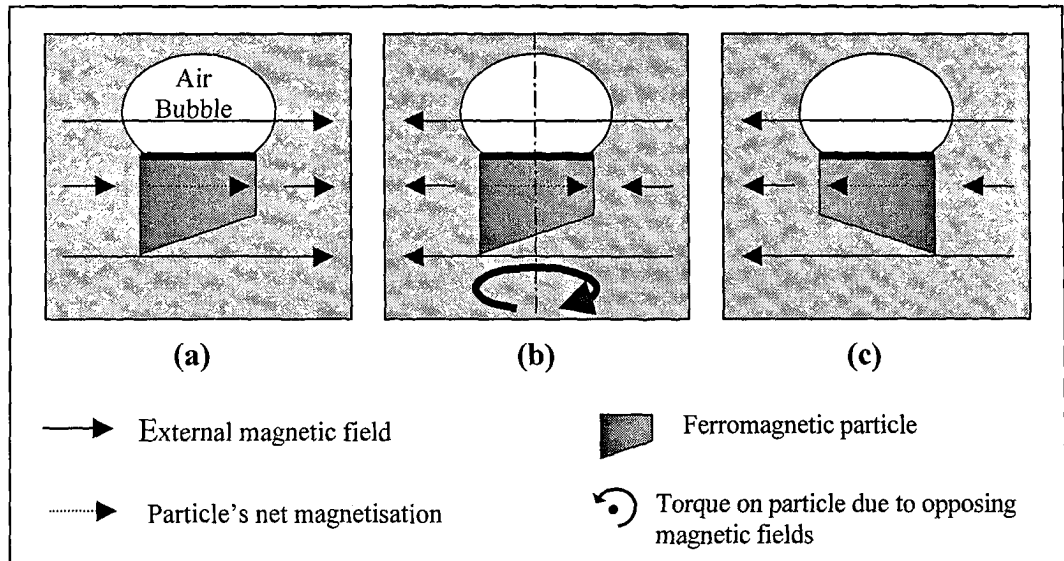 Air
Bubble
(a)
(b)
(c)
External magnetic field
Ferromagnetic particle
Particle's net magnetisation
Torque on particle due to opposing
magnetic fields